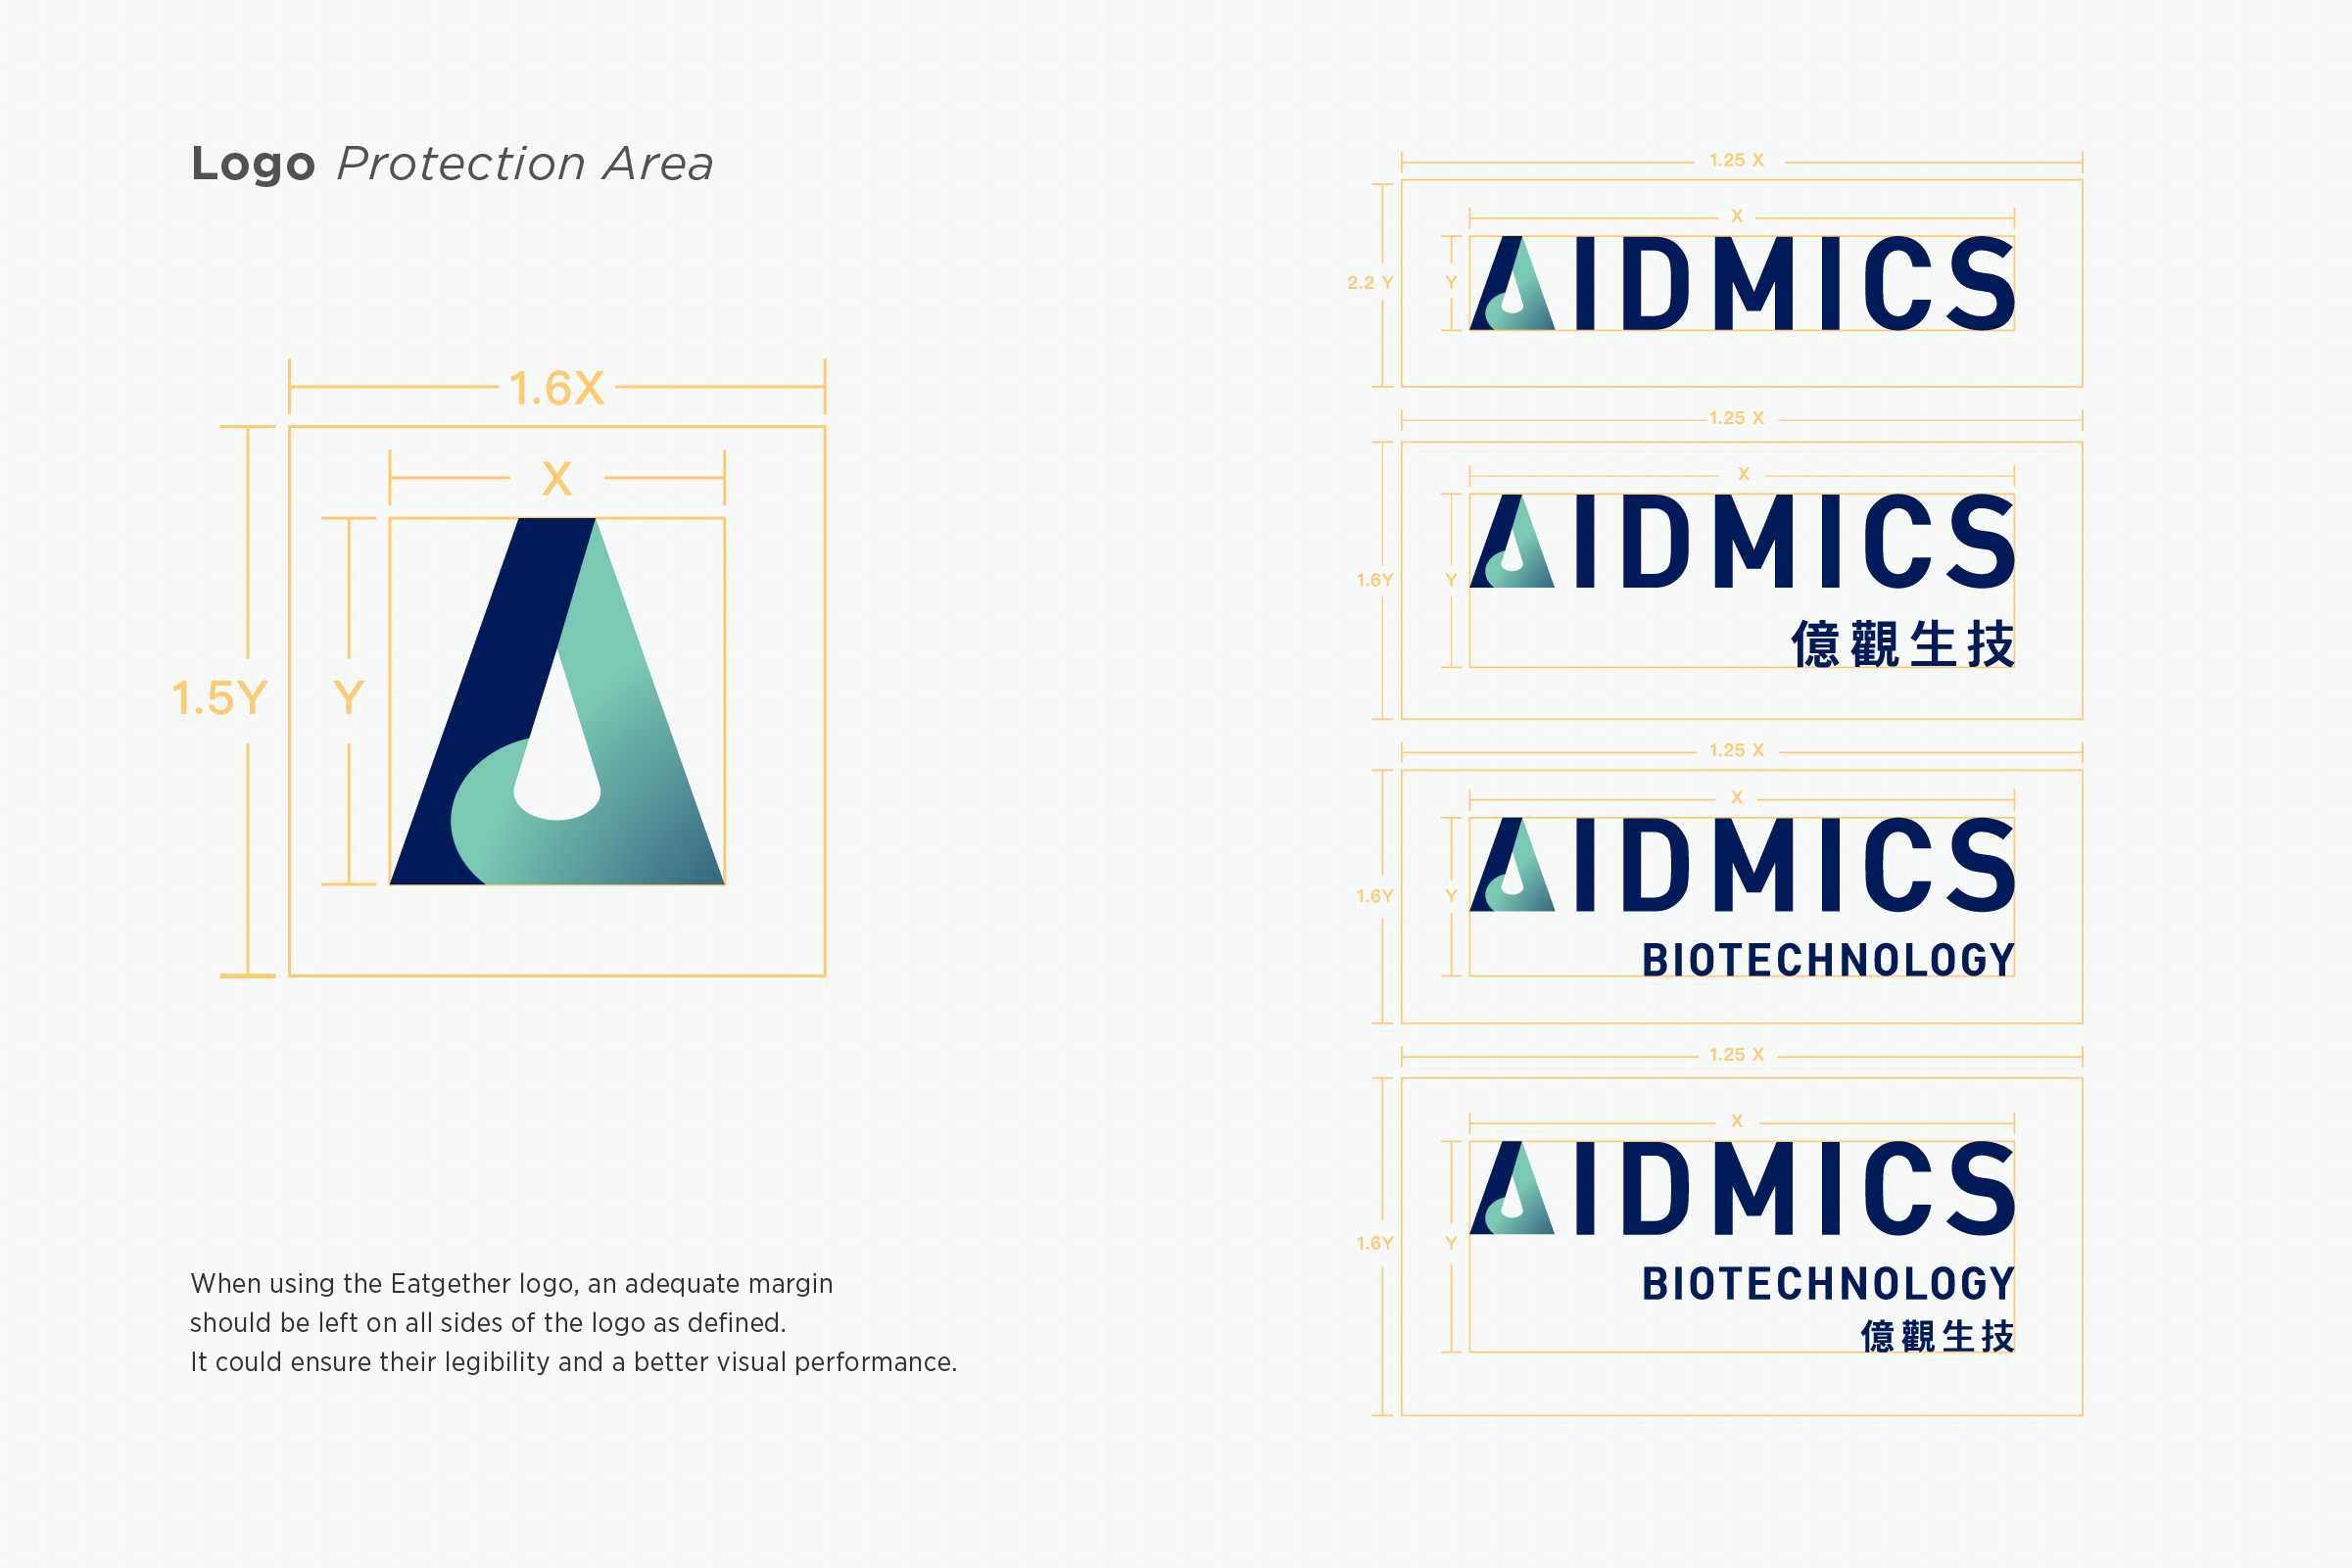 Logo Protection Area
1.6X
X
1.5Y
Y
When using the Eatgether logo, an adequate margin
should be left on all sides of the logo as defined.
It could ensure their legibility and a better visual performance.
1.25 X
X
2.2 Y
Y
AIDMICS
1.25 X
X
AIDMICS
1.6Y
Y
億觀生技
1.25 X
X
AIDMICS
1.6Y
Y
BIOTECHNOLOGY
1.25 X
X
AIDMICS
1.6Y
Y
BIOTECHNOLOGY
億觀生技